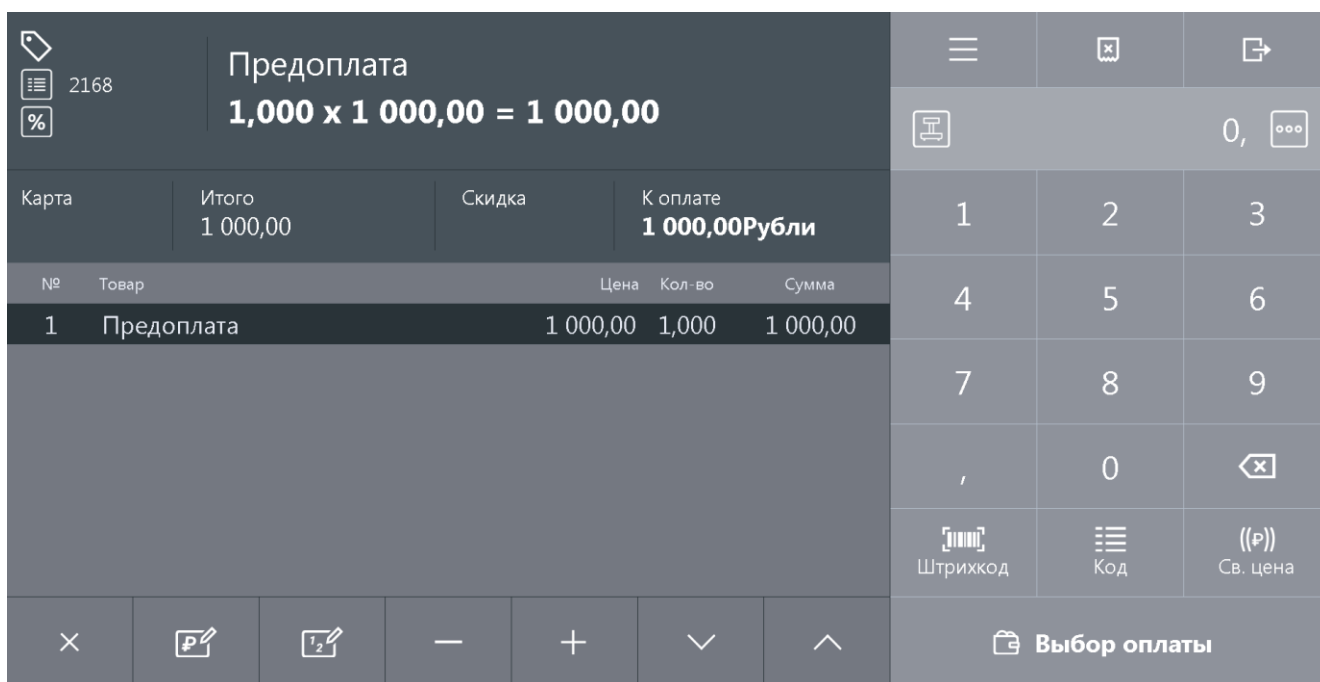 2168
%
Предоплата
1,000 x 1 000,00 = 1 000,00
0,
Карта Итого Скидка К оплате
1 000,00 1 000,00Рубли
№ Товар Цена Кол-во Сумма
1 Предоплата 1 000,00 1,000 1 000,00
1 2 3
4 5 6
7 8 9
, 0
Штрихкод Код ((₽)) Св. цена
₽ 1/2
Выбор оплаты